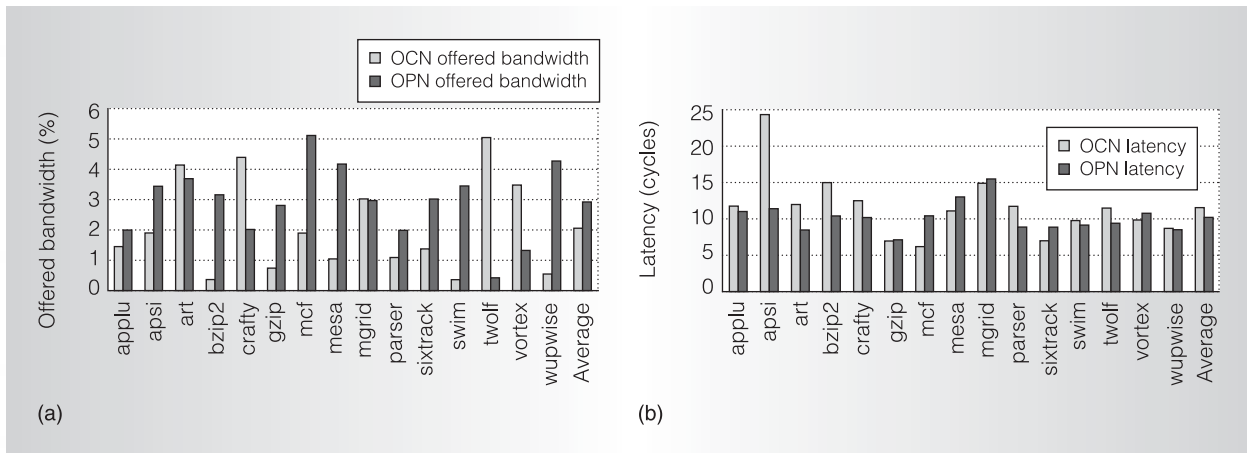 OCN offered bandwidth
OPN offered bandwidth
Offered bandwidth (%)
6
5
4
3
2
1
0
applu
apsi
art
bzip2
crafty
gzip
mcf
mesa
mgrid
parser
sixtrack
swim
twolf
vortex
wupwise
Average
(a)
OCN latency
OPN latency
Latency (cycles)
25
20
15
10
5
0
applu
apsi
art
bzip2
crafty
gzip
mcf
mesa
mgrid
parser
sixtrack
swim
twolf
vortex
wupwise
Average
(b)